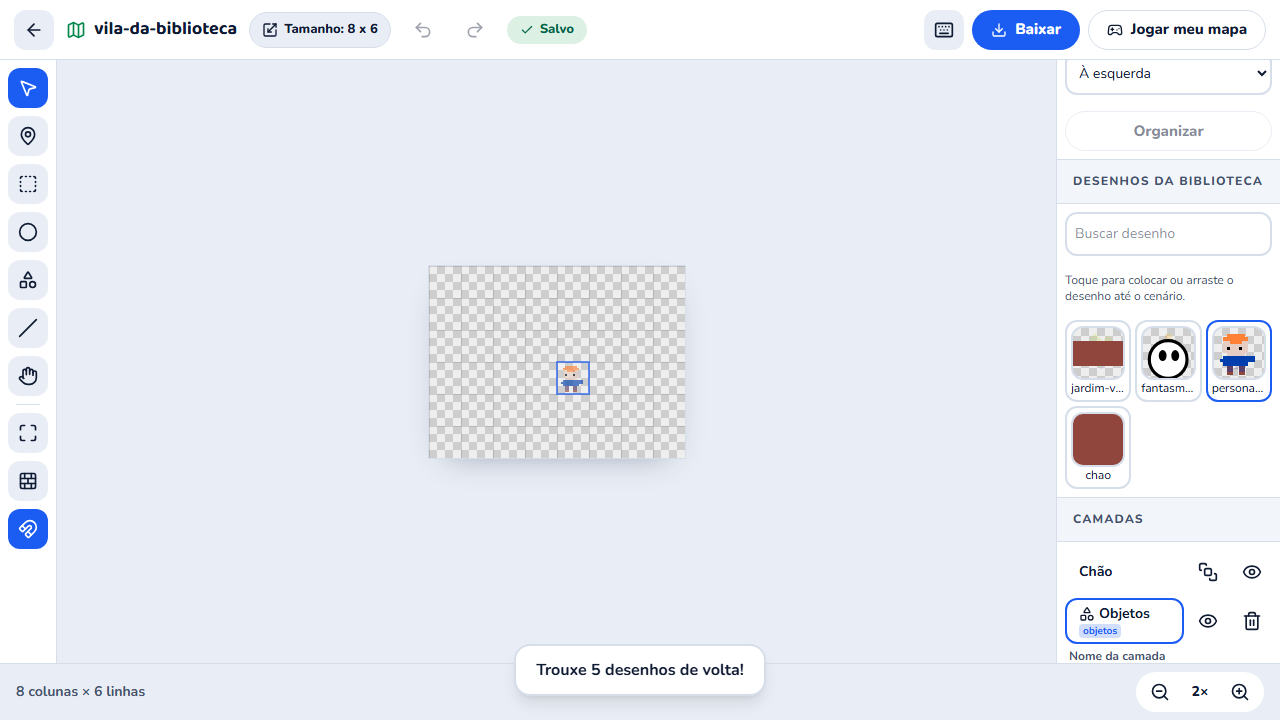 vila-da-biblioteca
Tamanho: 8 x 6
Salvo
Baixar
Jogar meu mapa
À esquerda
Organizar
DESENHOS DA BIBLIOTECA
Buscar desenho
Toque para colocar ou arraste o
desenho até o cenário.
jardim-v...
fantasm...
persona...
chao
CAMADAS
Chão
Objetos
objetos
Nome da camada
Trouxe 5 desenhos de volta!
8 colunas × 6 linhas
2×